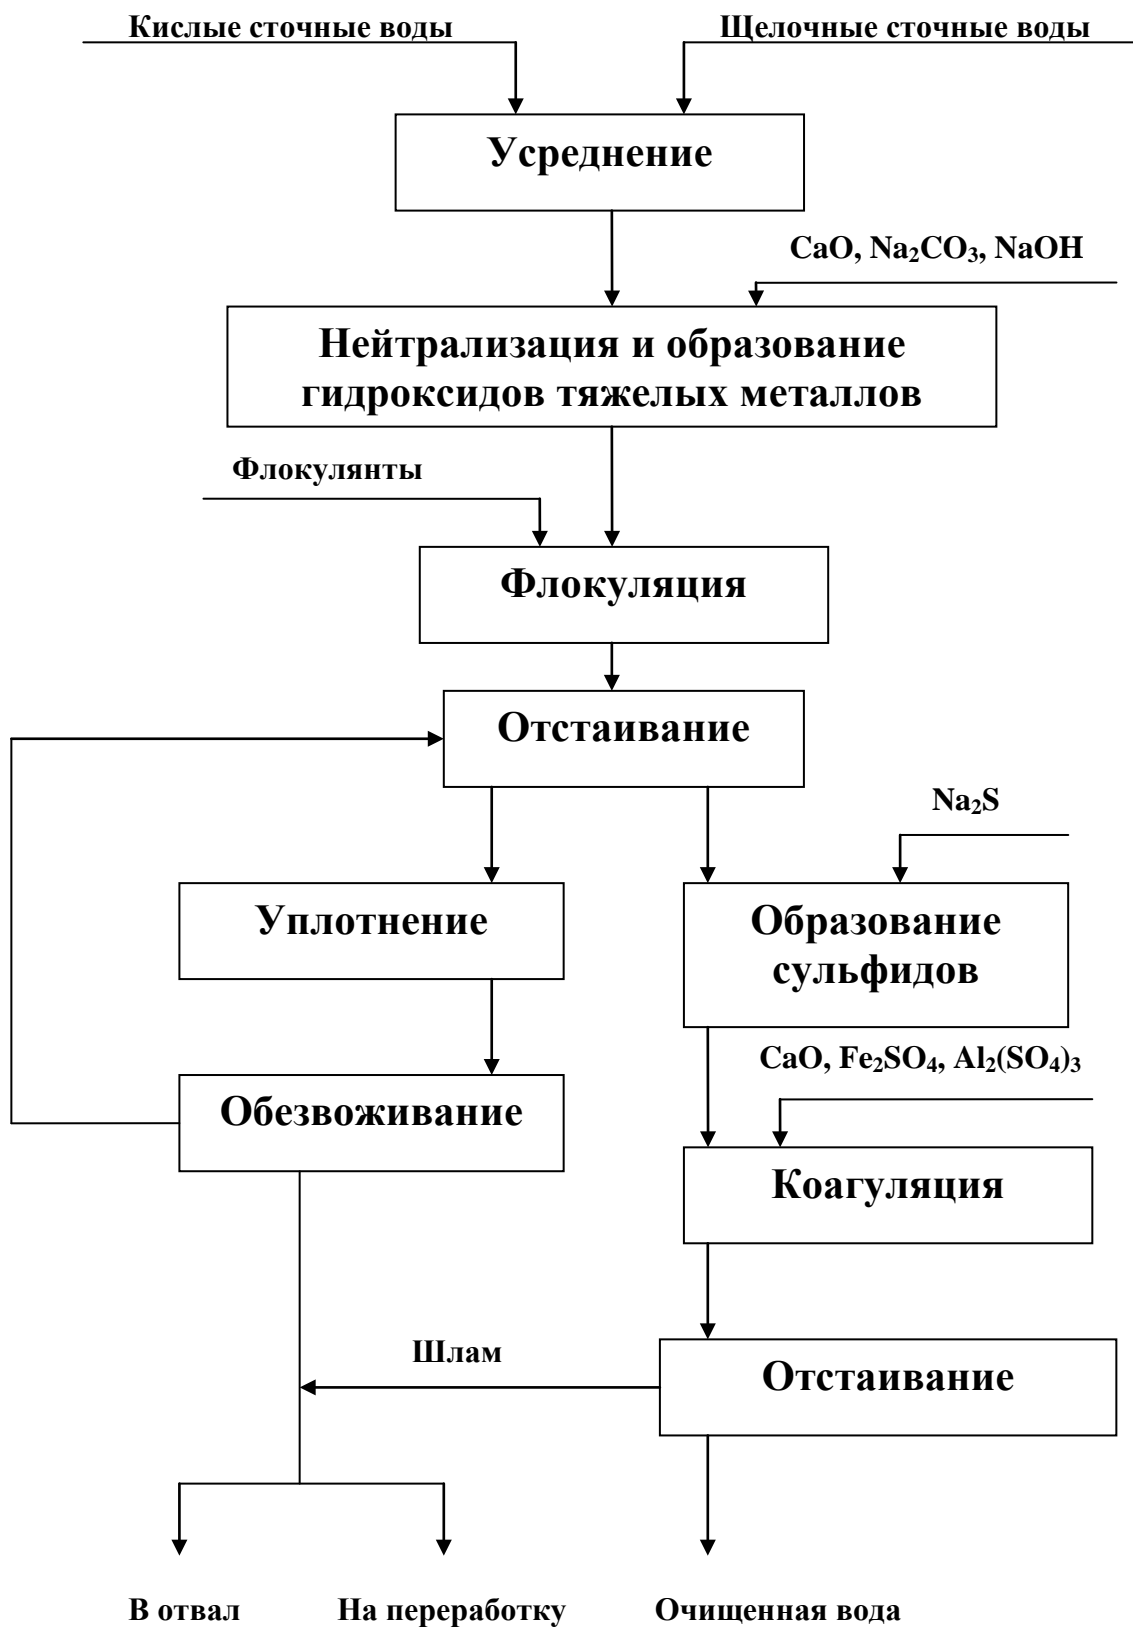 Кислые сточные воды
Щелочные сточные воды
Усреднение
CaO, Na₂CO₃, NaOH
Нейтрализация и образование
гидроксидов тяжелых металлов
Флокулянты
Флокуляция
Отстаивание
Na₂S
Уплотнение
Образование
сульфидов
CaO, Fe₂SO₄, Al₂(SO₄)₃
Обезвоживание
Коагуляция
Шлам
Отстаивание
В отвал
На переработку
Очищенная вода